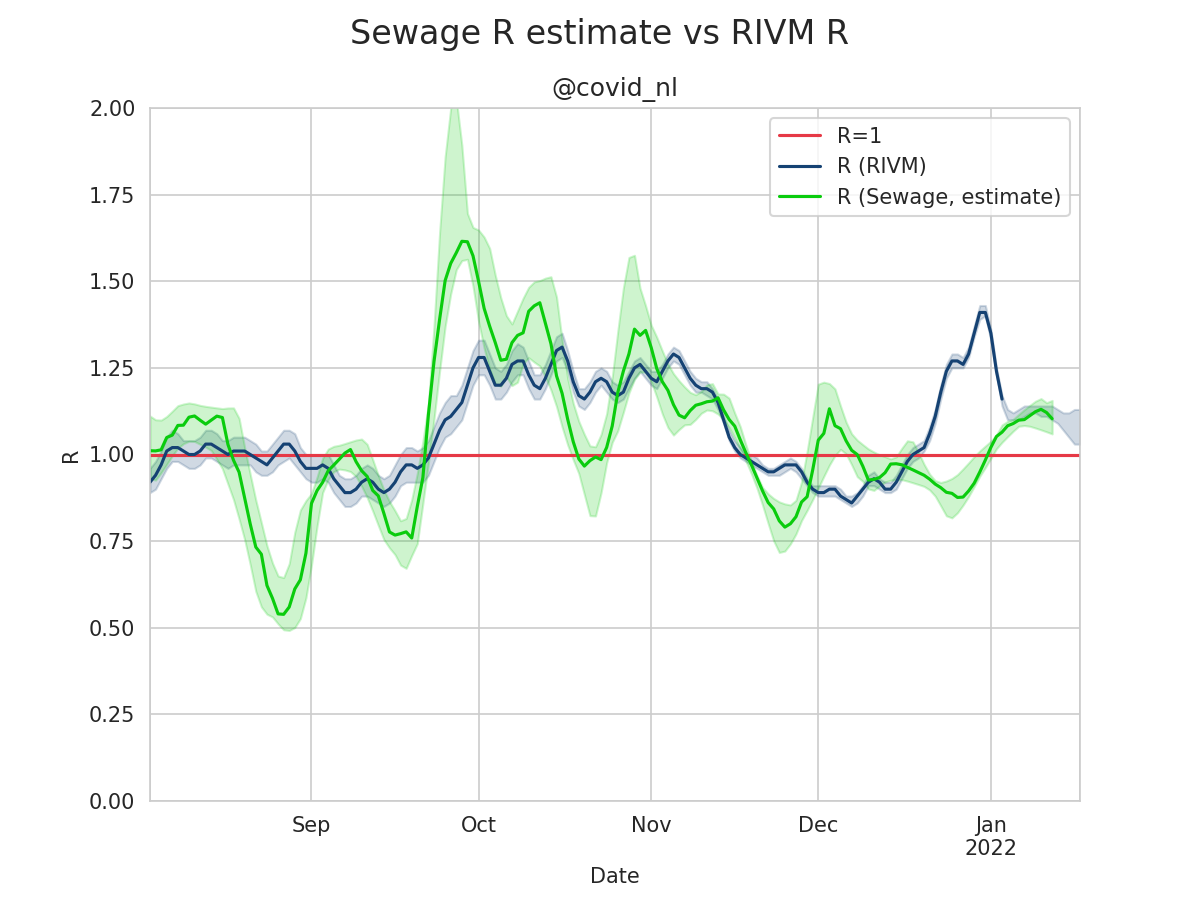 Sewage R estimate vs RIVM R
@covid_nl
R=1
R (RIVM)
R (Sewage, estimate)
2.00
1.75
1.50
1.25
1.00
0.75
0.50
0.25
0.00
R
Sep
Oct
Nov
Dec
Jan
2022
Date